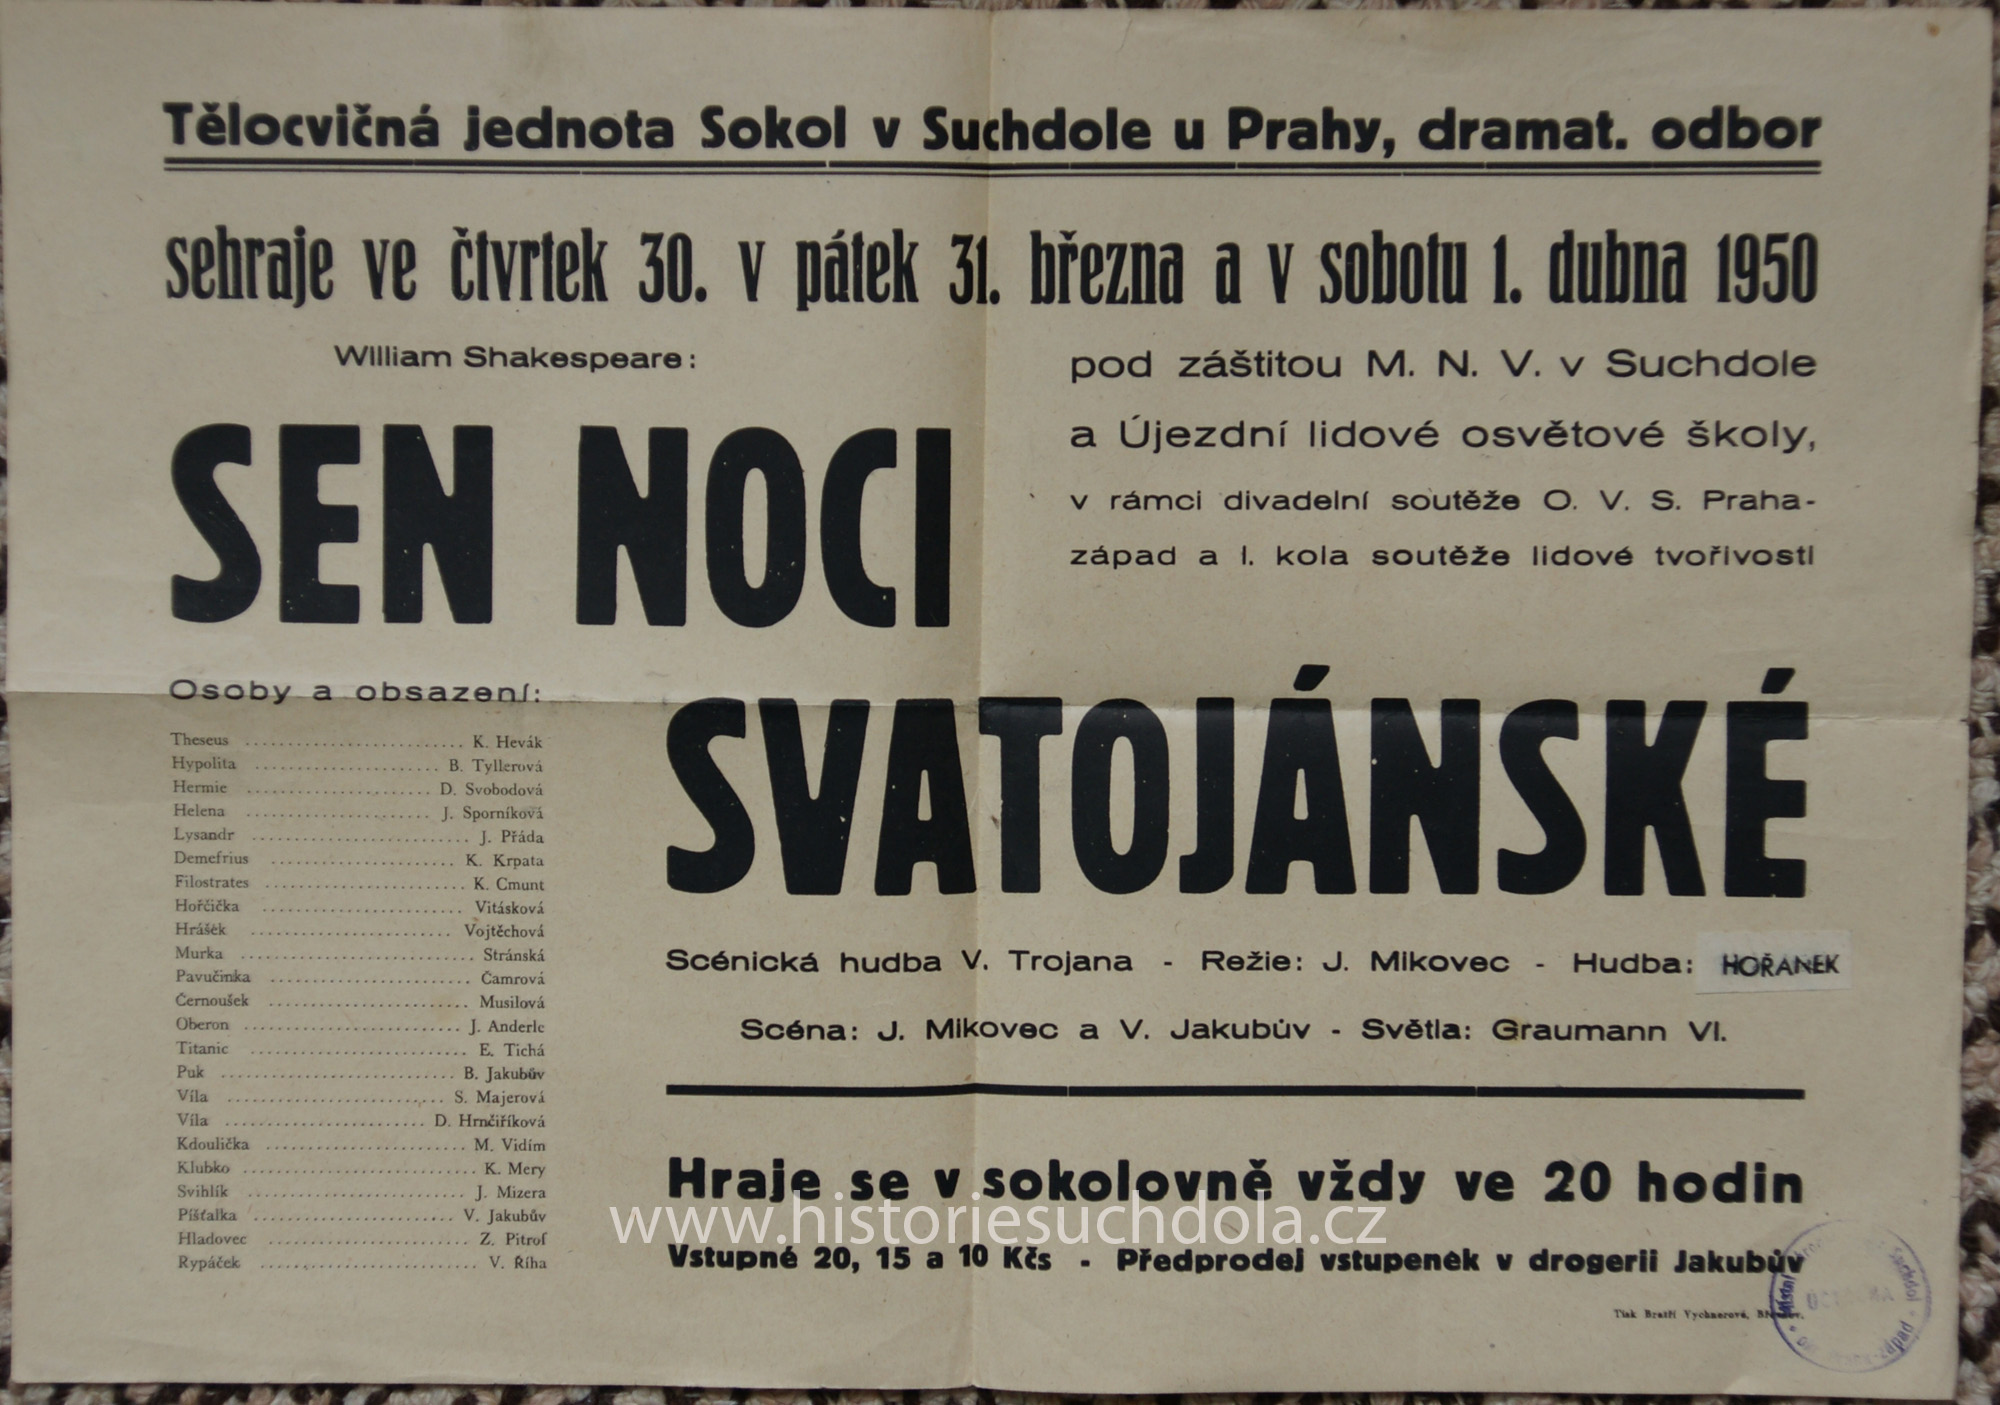 Tělocvičná jednota Sokol v Suchdole u Prahy, dramat. odbor
sehraje ve čtvrtek 30. v pátek 31. března a v sobotu 1. dubna 1950
William Shakespeare:
SEN NOCI
SVATOJÁNSKÉ
pod záštitou M. N. V. v Suchdole
a Újezdní lidové osvětové školy,
v rámci divadelní soutěže O. V. S. Praha-
západ a I. kola soutěže lidové tvořivosti
Osoby a obsazení:
Theseus ........................ K. Hevák
Hypolita ........................ B. Tyllerová
Hermie ........................ D. Svobodová
Helena ........................ J. Sporníková
Lysandr ........................ J. Přáda
Demefrius ........................ K. Krpata
Filostrates ........................ K. Cmunt
Hořčička ........................ Vitásková
Hrášek ........................ Vojtěchová
Murka ........................ Stránská
Pavučinka ........................ Čamrová
Černoušek ........................ Musilová
Oberon ........................ J. Anderle
Titanie ........................ E. Tichá
Puk ........................ B. Jakubův
Víla ........................ S. Majerová
Víla ........................ D. Hrnčiříková
Kdoulička ........................ M. Vidím
Klubko ........................ K. Mery
Svihlík ........................ J. Mizera
Píšťalka ........................ V. Jakubův
Hladovec ........................ Z. Pitrof
Rypáček ........................ V. Říha
Scénická hudba V. Trojana - Režie: J. Mikovec - Hudba: HOŘANEK
Scéna: J. Mikovec a V. Jakubův - Světla: Graumann Vl.
Hraje se v sokolovně vždy ve 20 hodin
www.historiesuchdola.cz
Vstupné 20, 15 a 10 Kčs - Předprodej vstupenek v drogerii Jakubův
Tisk Bratří Vychnerové,
Suchdol